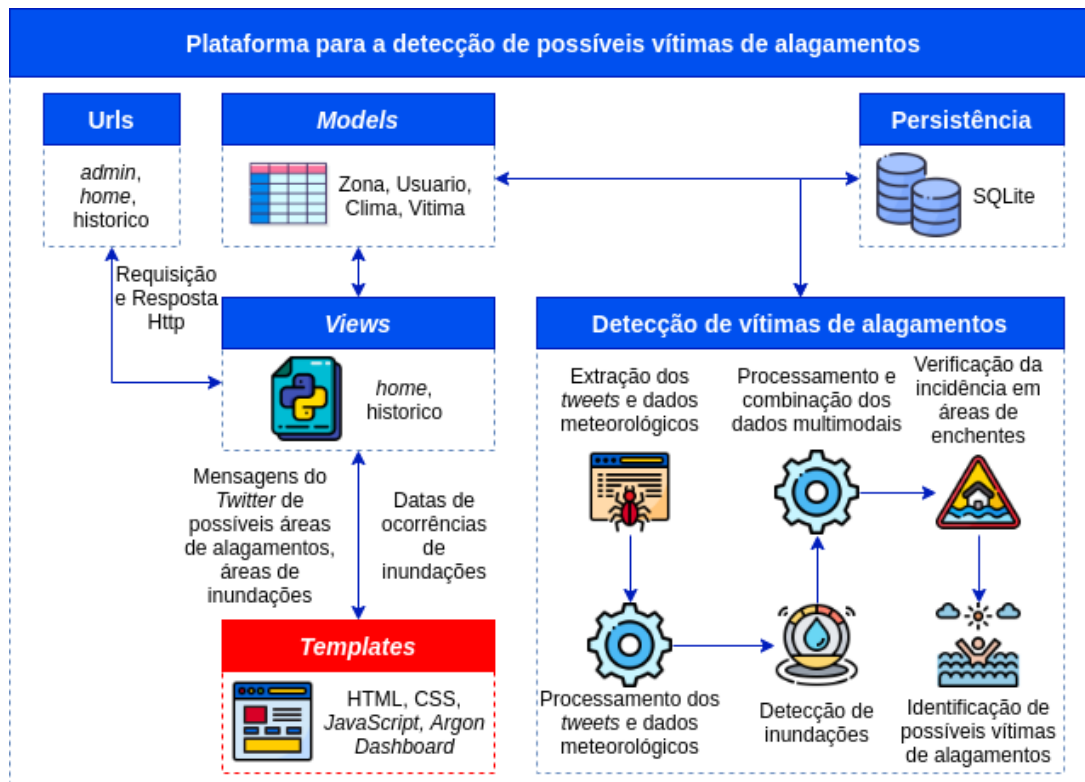 Plataforma para a detecção de possíveis vítimas de alagamentos
Urls
admin,
home,
historico
Models
Zona, Usuario,
Clima, Vitima
Persistência
SQLite
Requisição
e Resposta
Http
Views
home,
historico
Mensagens do
Twitter de
possíveis áreas
de alagamentos,
áreas de
inundações
Datas de
ocorrências
de
inundações
Templates
HTML, CSS,
JavaScript, Argon
Dashboard
Detecção de vítimas de alagamentos
Extração dos
tweets e dados
meteorológicos
Processamento e
combinação dos
dados multimodais
Verificação da
incidência em
áreas de
enchentes
Processamento dos
tweets e dados
meteorológicos
Detecção de
inundações
Identificação de
possíveis vítimas
de alagamentos